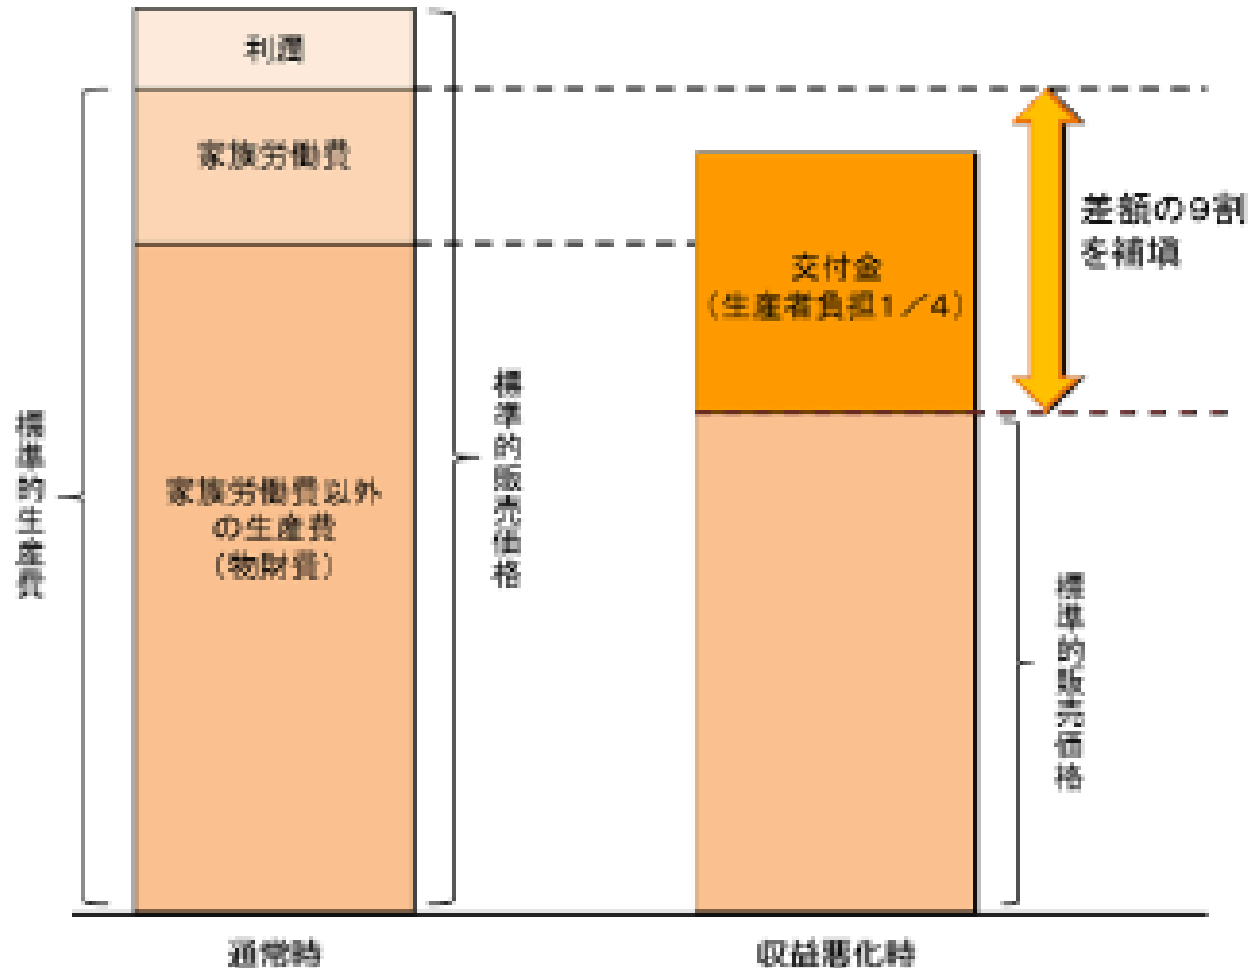 利潤
家族労働費
家族労働費以外
の生産費
(物財費)
標準的生産費
標準的販売価格
交付金
(生産者負担1/4)
差額の9割
を補填
標準的販売価格
通常時
収益悪化時